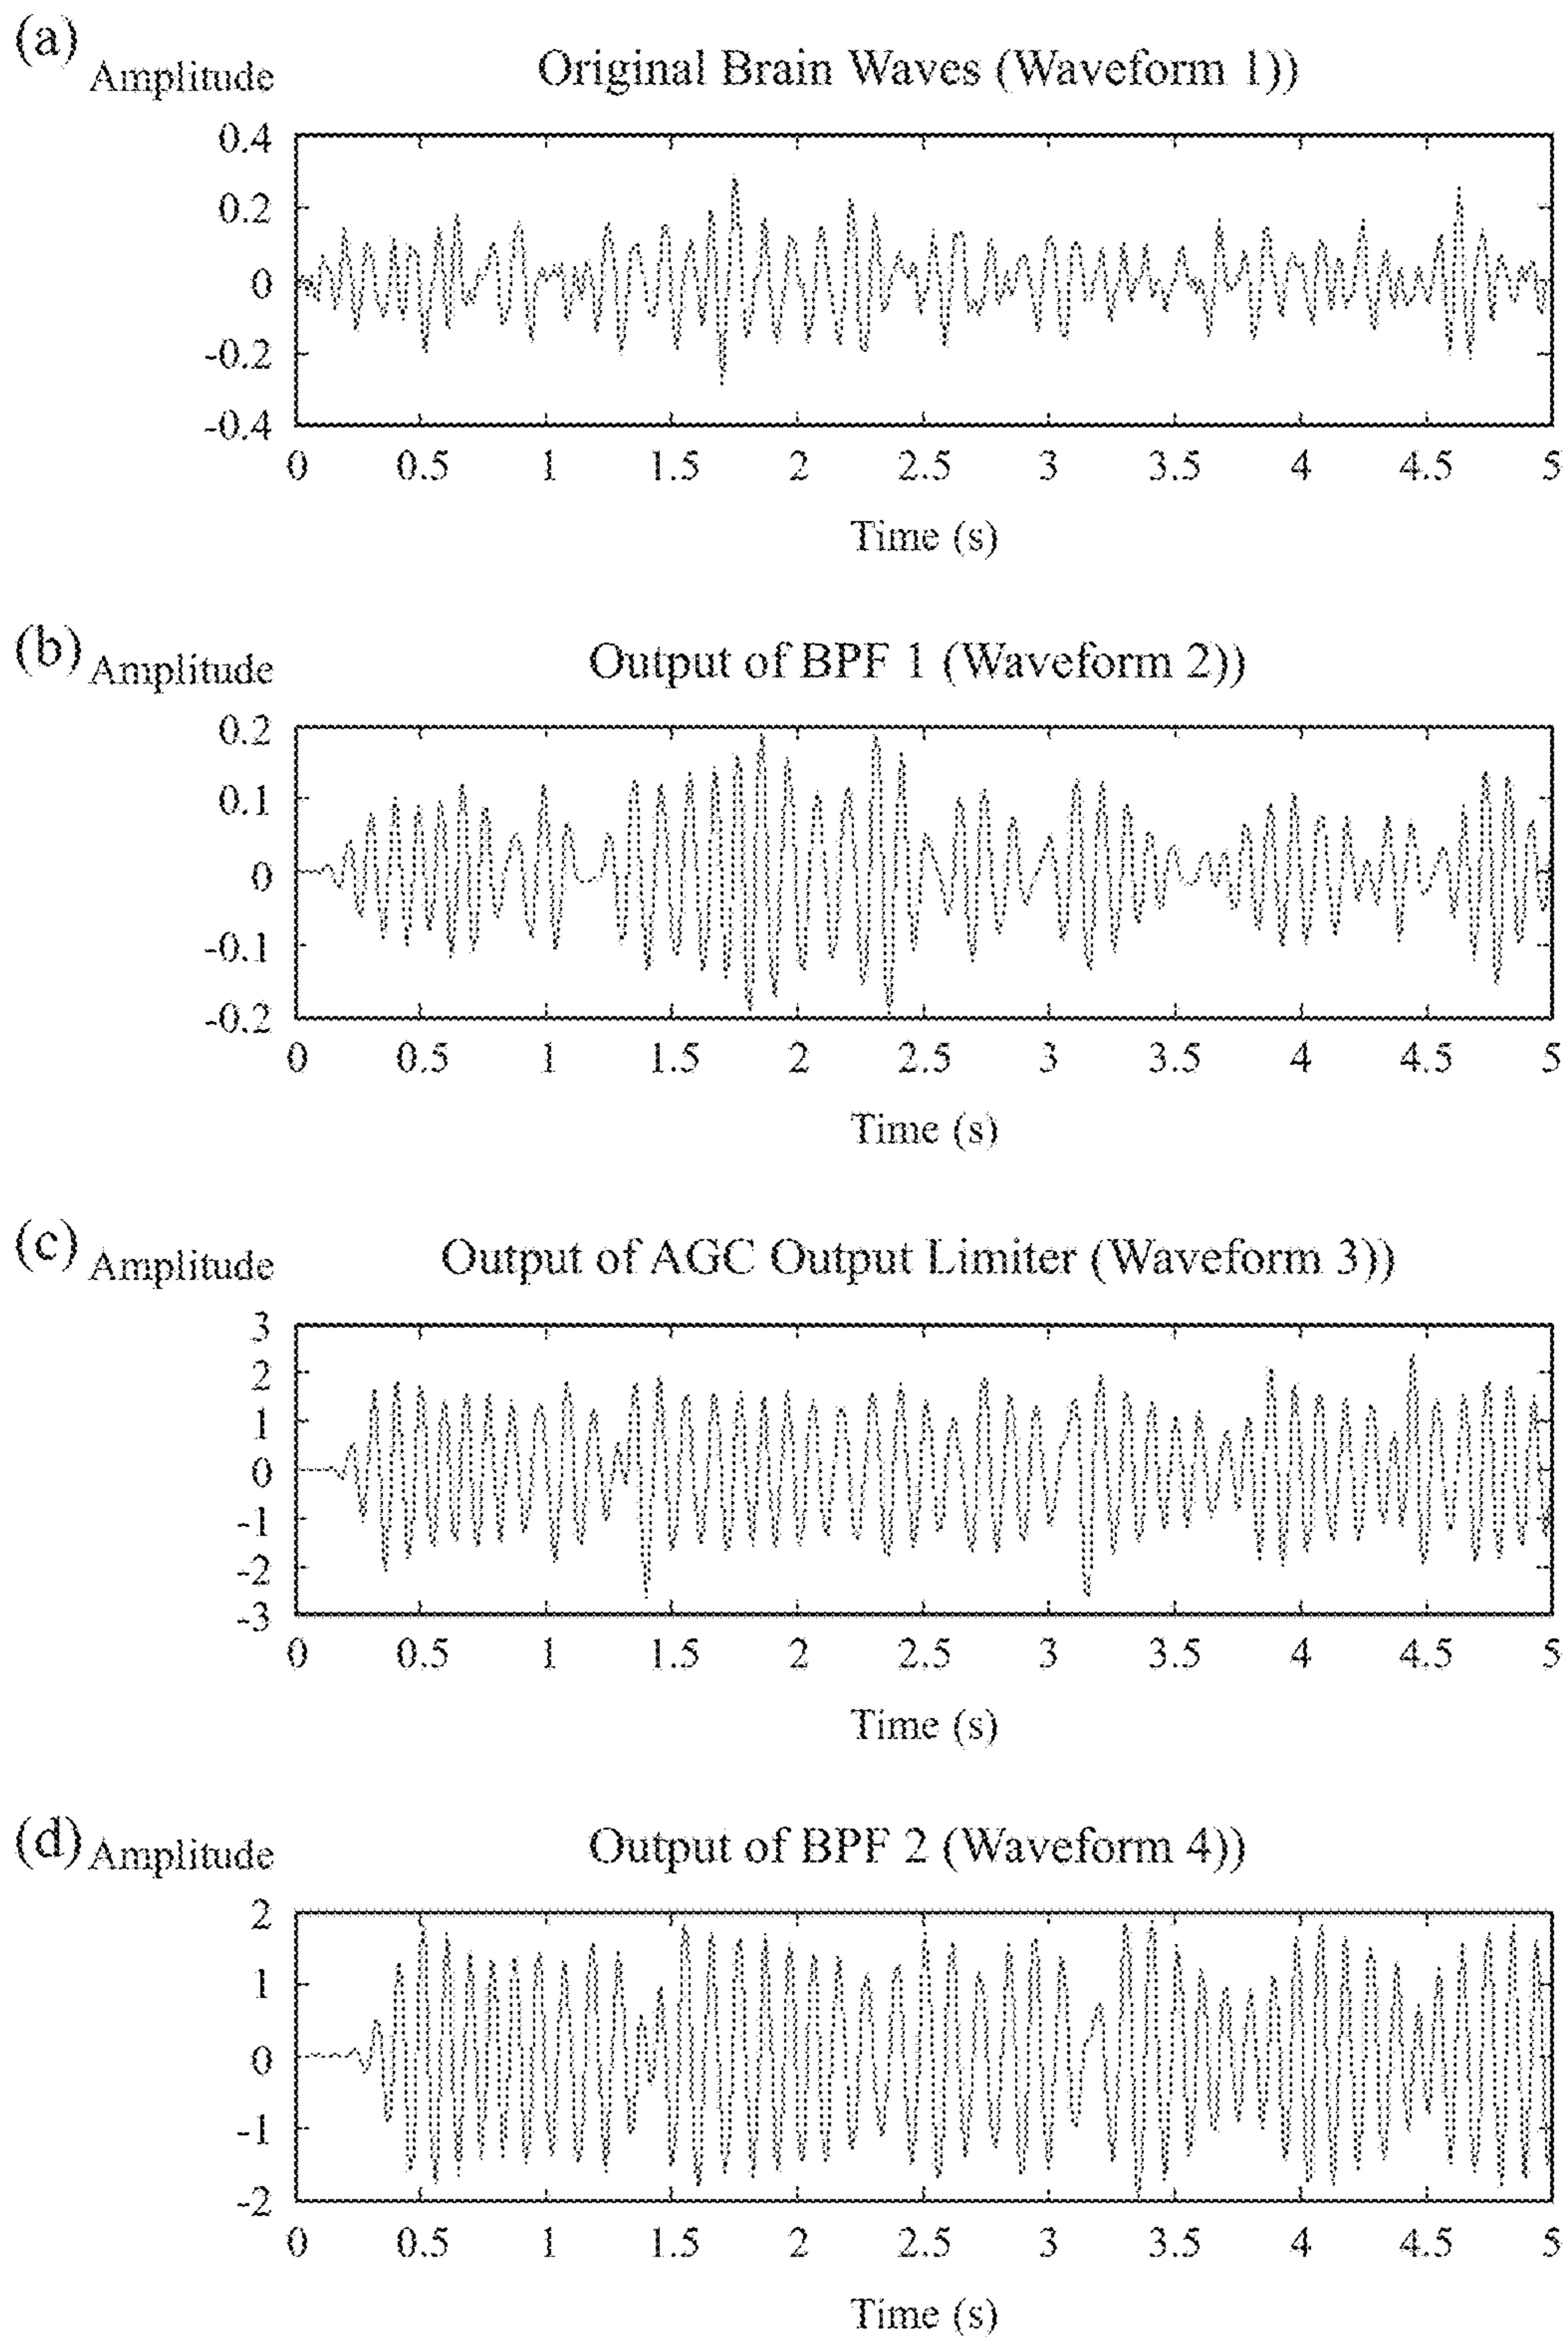 (a)
Amplitude
Original Brain Waves (Waveform 1))
0.4
0.2
0
-0.2
-0.4
0 0.5 1 1.5 2 2.5 3 3.5 4 4.5 5
Time (s)
(b)
Amplitude
Output of BPF 1 (Waveform 2))
0.2
0.1
0
-0.1
-0.2
0 0.5 1 1.5 2 2.5 3 3.5 4 4.5 5
Time (s)
(c)
Amplitude
Output of AGC Output Limiter (Waveform 3))
3
2
1
0
-1
-2
-3
0 0.5 1 1.5 2 2.5 3 3.5 4 4.5 5
Time (s)
(d)
Amplitude
Output of BPF 2 (Waveform 4))
2
1
0
-1
-2
0 0.5 1 1.5 2 2.5 3 3.5 4 4.5 5
Time (s)